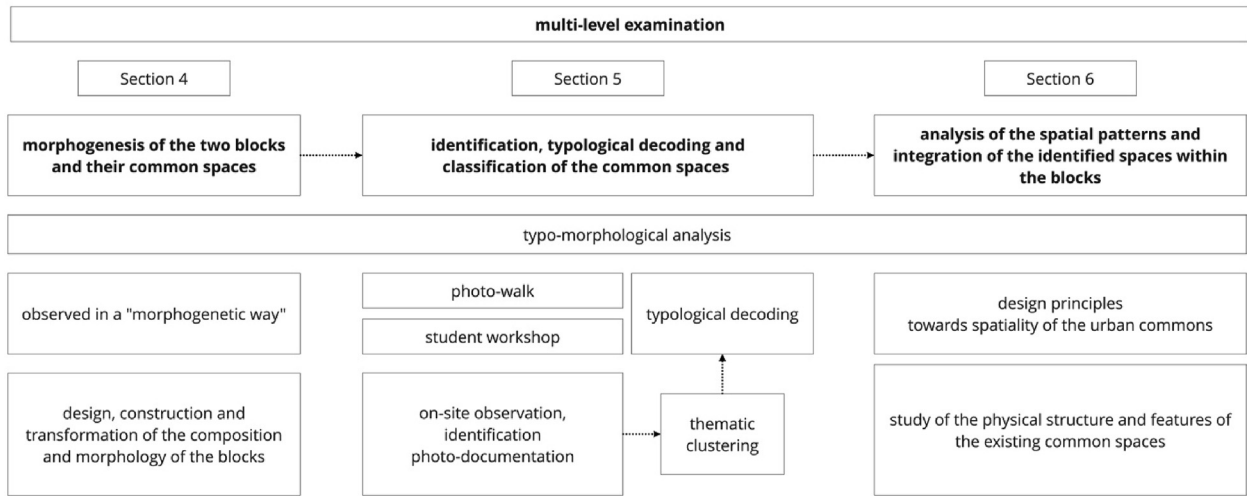 multi-level examination
Section 4
Section 5
Section 6
morphogenesis of the two blocks
and their common spaces
identification, typological decoding and
classification of the common spaces
analysis of the spatial patterns and
integration of the identified spaces within
the blocks
typo-morphological analysis
observed in a "morphogenetic way"
photo-walk
student workshop
typological decoding
design principles
towards spatiality of the urban commons
design, construction and
transformation of the composition
and morphology of the blocks
on-site observation,
identification
photo-documentation
thematic
clustering
study of the physical structure and features of
the existing common spaces